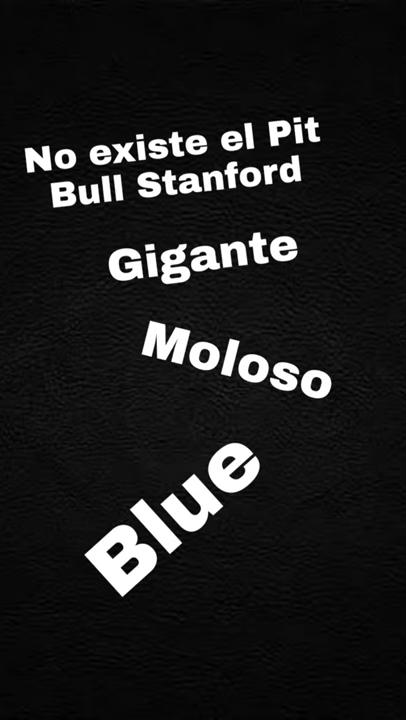 No existe el Pit
Bull Stanford
Gigante
Moloso
Blue